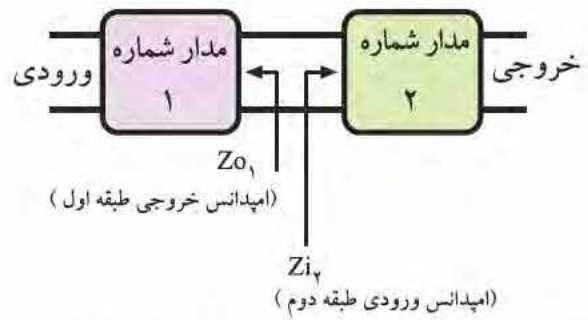 ورودی
مدار شماره
۱
مدار شماره
۲
خروجی
Zo۱
(امپدانس خروجی طبقه اول)
Zi۲
(امپدانس ورودی طبقه دوم)